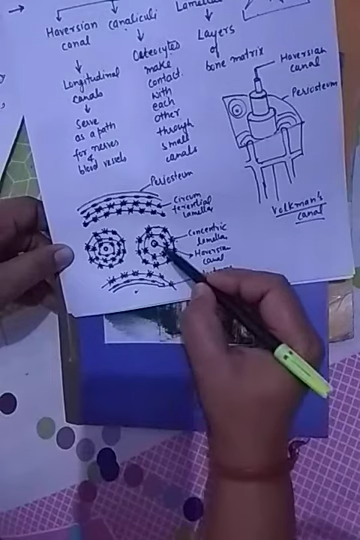 Haversian canaliculi Lamellae
canal
Longitudinal
canals
Serve
as a path
for nerves
&
blood vessels
Osteocytes
make
contact
with
each
other
through
small
canals
Layers
of
bone matrix
Haversian
canal
Periosteum
Volkman's
canal
Periosteum
Circum
ferential
lamellae
Concentric
lamella
Haversian
canal